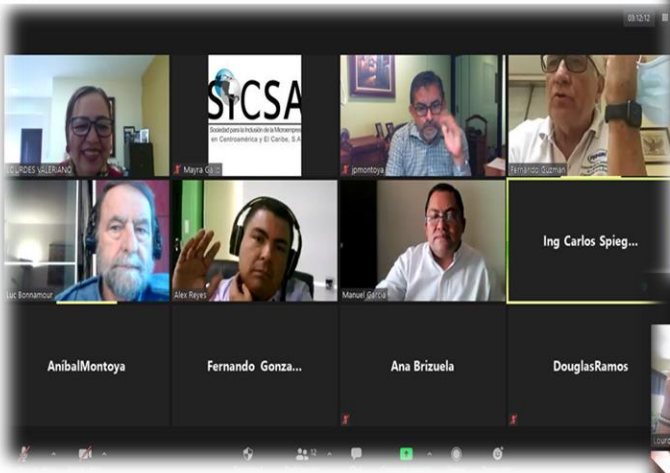 03:12:12
LOURDES VALERIANO
SICSA
Sociedad para la Inclusión de la Microempresa
en Centroamérica y El Caribe, S.A.
Mayra
jpmontoya
Fernando Guzman
Luc Bonnamour
Alex Reyes
Manuel Garcia
Ing Carlos Spieg...
AníbalMontoya
Fernando Gonza...
Ana Brizuela
DouglasRamos
12